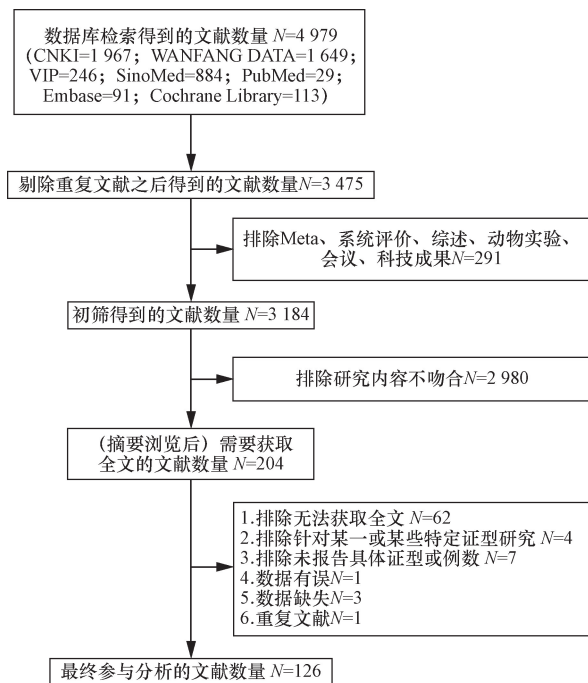 数据库检索得到的文献数量 N=4 979
(CNKI=1 967；WANFANG DATA=1 649；
VIP=246；SinoMed=884；PubMed=29；
Embase=91；Cochrane Library=113)
剔除重复文献之后得到的文献数量N=3 475
排除Meta、系统评价、综述、动物实验、
会议、科技成果N=291
初筛得到的文献数量 N=3 184
排除研究内容不吻合N=2 980
（摘要浏览后）需要获取
全文的文献数量 N=204
1.排除无法获取全文 N=62
2.排除针对某一或某些特定证型研究 N=4
3.排除未报告具体证型或例数 N=7
4.数据有误N=1
5.数据缺失N=3
6.重复文献N=1
最终参与分析的文献数量 N=126